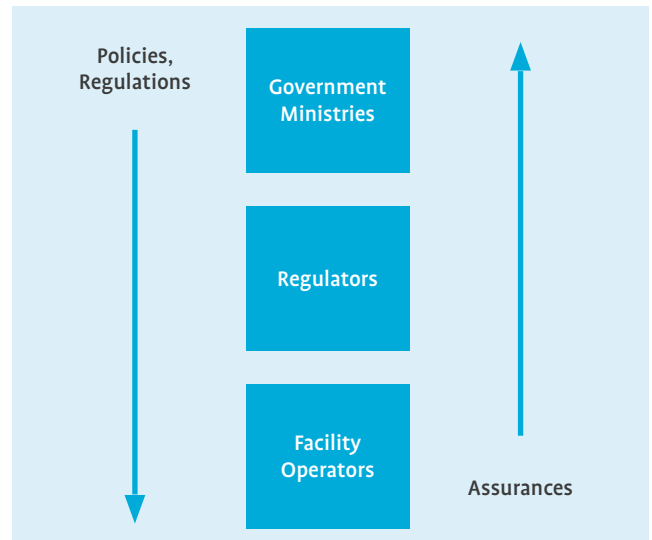 Policies,
Regulations
Government
Ministries
Regulators
Facility
Operators
Assurances